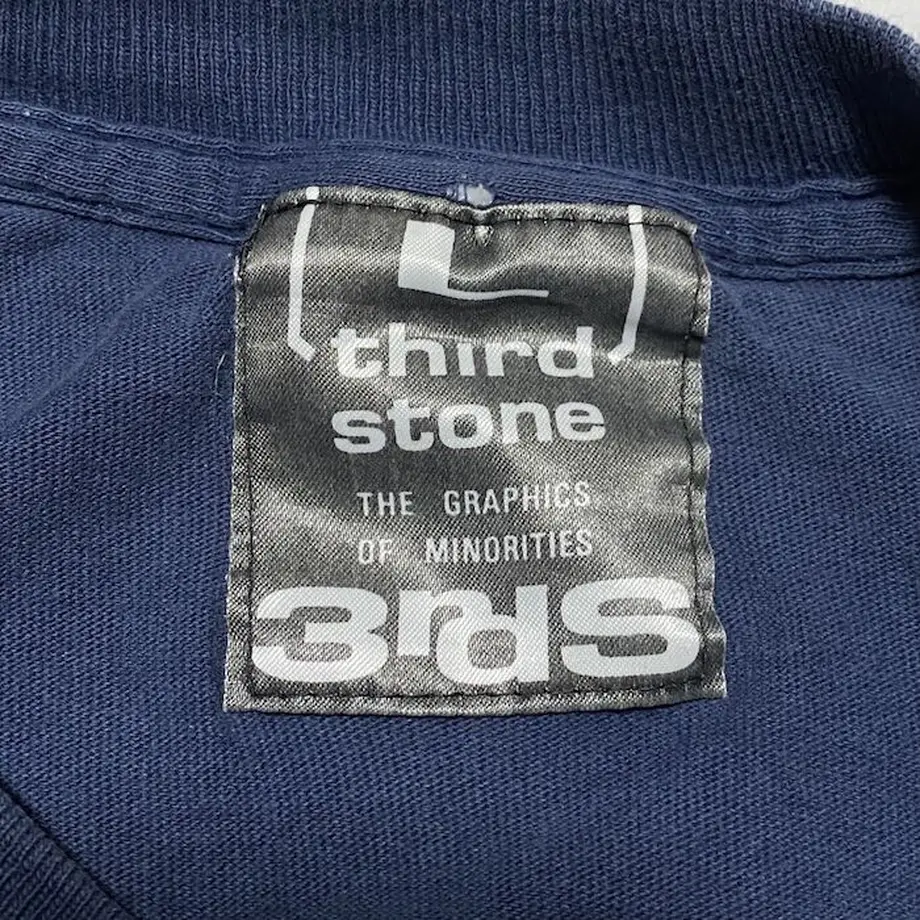 L
third
stone
THE GRAPHICS
OF MINORITIES
3rdS